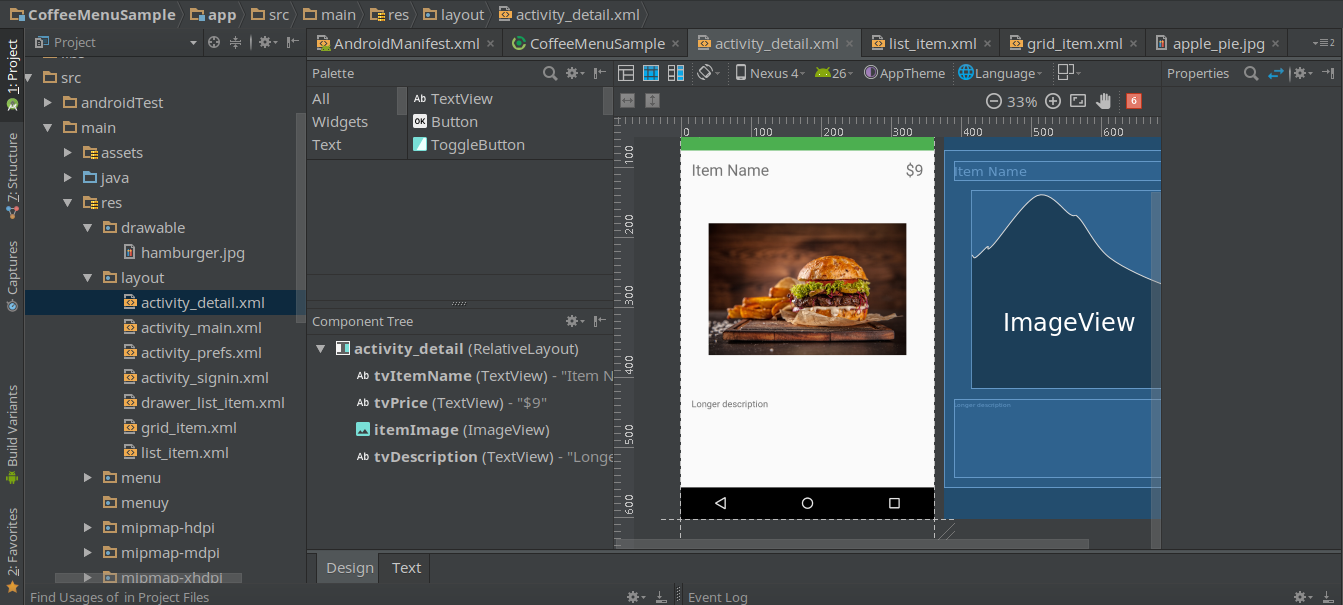 CoffeeMenuSample app src main res layout activity_detail.xml
Project
AndroidManifest.xml × CoffeeMenuSample × activity_detail.xml × list_item.xml × grid_item.xml × apple_pie.jpg × 2
1: Project
7: Structure
Captures
Build Variants
2: Favorites
src
androidTest
main
assets
java
res
drawable
hamburger.jpg
layout
activity_detail.xml
activity_main.xml
activity_prefs.xml
activity_signin.xml
drawer_list_item.xml
grid_item.xml
list_item.xml
menu
menuy
mipmap-hdpi
mipmap-mdpi
mipmap-xhdpi
Palette
All
Widgets
Text
Ab TextView
OK Button
ToggleButton
Component Tree
activity_detail (RelativeLayout)
Ab tvItemName (TextView) - "Item N
Ab tvPrice (TextView) - "$9"
itemImage (ImageView)
Ab tvDescription (TextView) - "Longe
Nexus 4 26 AppTheme Language
33% 6
0 100 200 300 400 500 600
100
200
300
400
500
600
Item Name $9
Longer description
Item Name
ImageView
Longer description
Properties
Design Text
Find Usages of in Project Files
Event Log